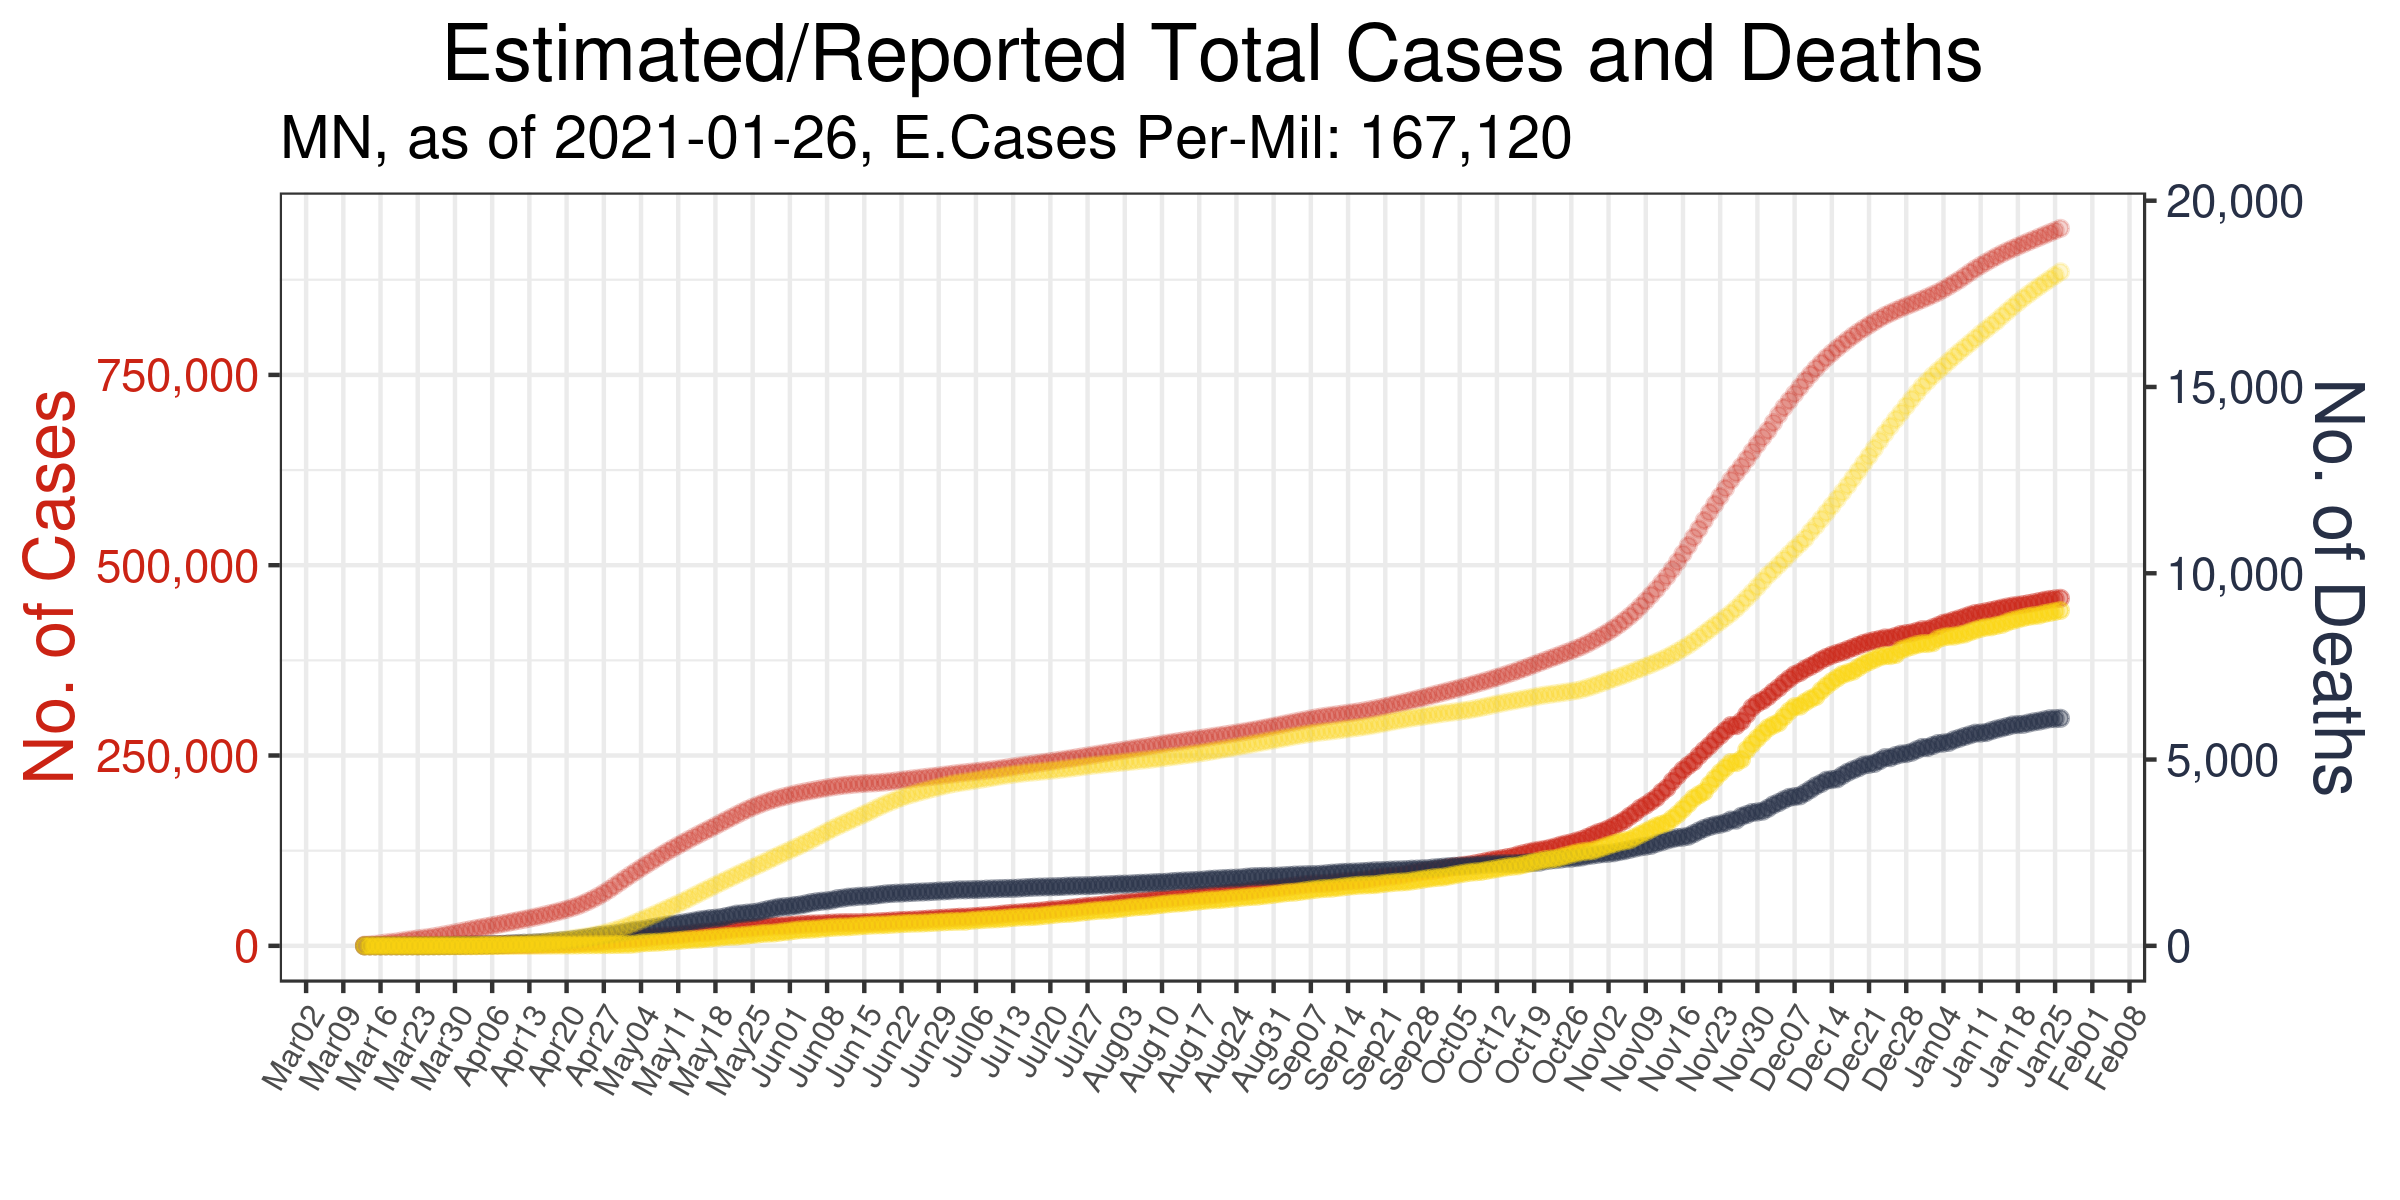 Estimated/Reported Total Cases and Deaths
MN, as of 2021-01-26, E.Cases Per-Mil: 167,120
No. of Cases
750,000
500,000
250,000
0
20,000
15,000
10,000
5,000
0
No. of Deaths
Mar02
Mar09
Mar16
Mar23
Mar30
Apr06
Apr13
Apr20
Apr27
May04
May11
May18
May25
Jun01
Jun08
Jun15
Jun22
Jun29
Jul06
Jul13
Jul20
Jul27
Aug03
Aug10
Aug17
Aug24
Aug31
Sep07
Sep14
Sep21
Sep28
Oct05
Oct12
Oct19
Oct26
Nov02
Nov09
Nov16
Nov23
Nov30
Dec07
Dec14
Dec21
Dec28
Jan04
Jan11
Jan18
Jan25
Feb01
Feb08